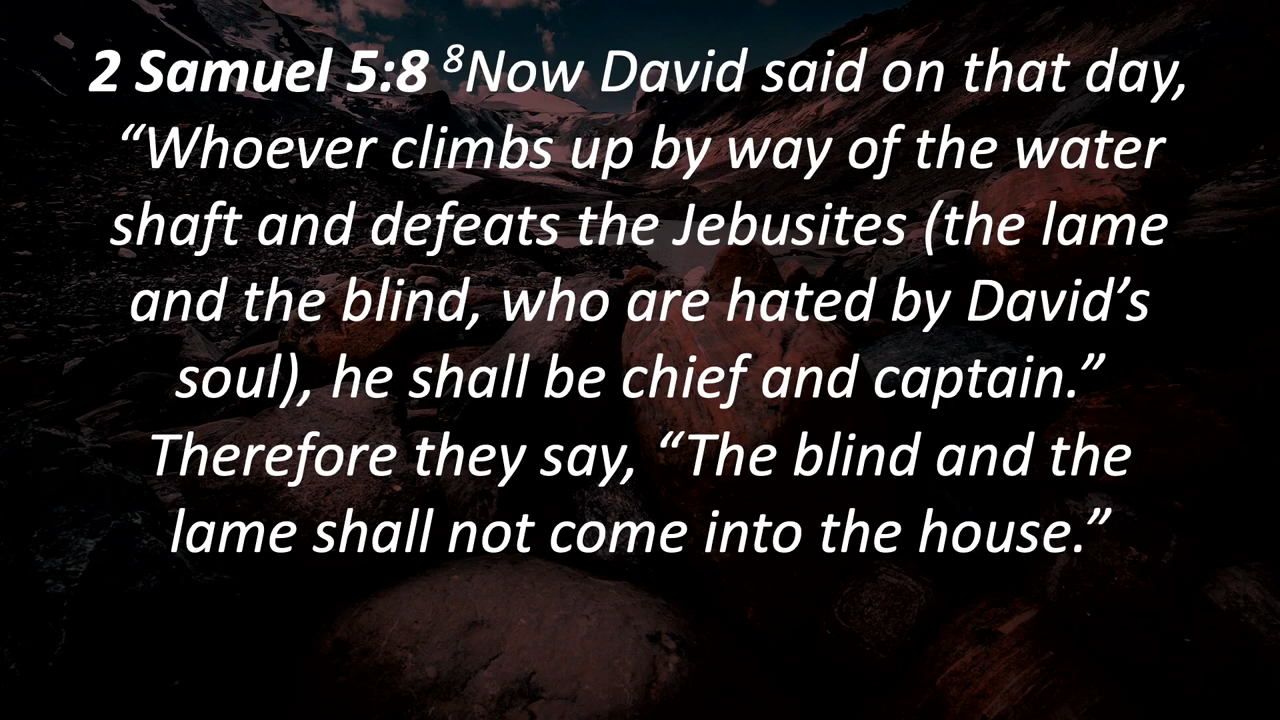 2 Samuel 5:8 ⁸Now David said on that day,
“Whoever climbs up by way of the water
shaft and defeats the Jebusites (the lame
and the blind, who are hated by David’s
soul), he shall be chief and captain.”
Therefore they say, “The blind and the
lame shall not come into the house.”